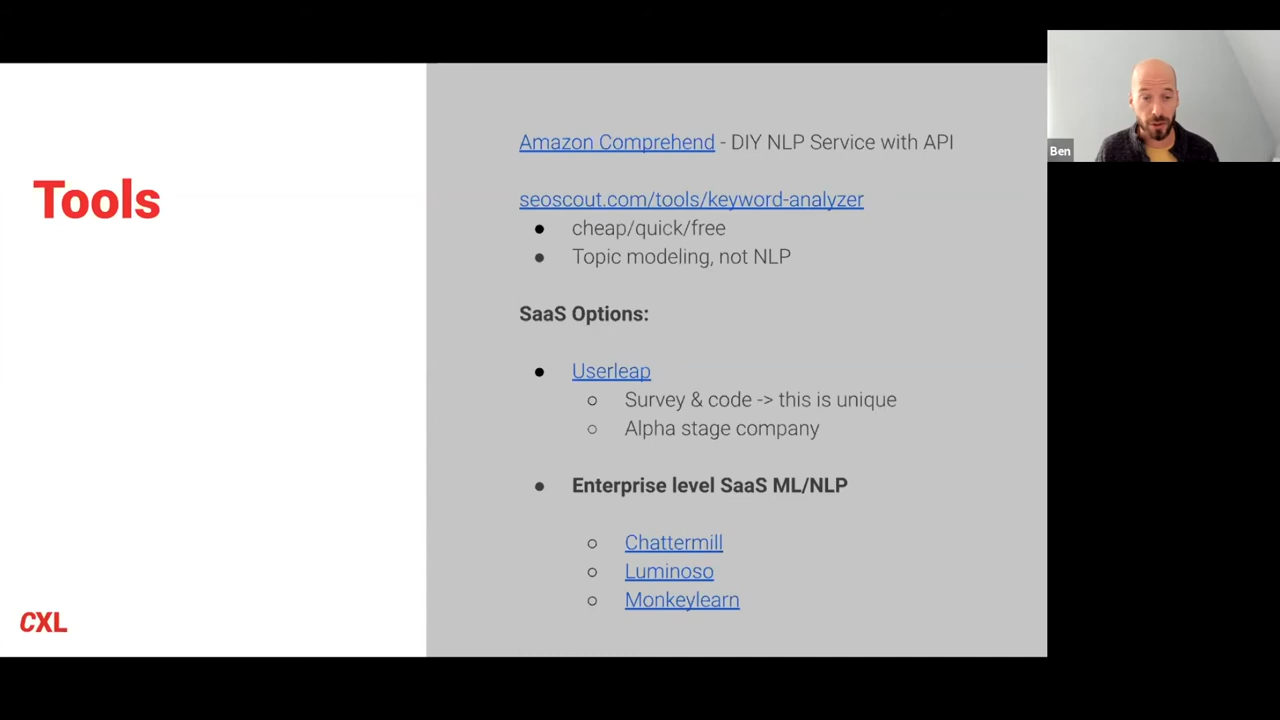 Tools
Amazon Comprehend - DIY NLP Service with API
seoscout.com/tools/keyword-analyzer
● cheap/quick/free
● Topic modeling, not NLP
SaaS Options:
● Userleap
○ Survey & code -> this is unique
○ Alpha stage company
● Enterprise level SaaS ML/NLP
○ Chattermill
○ Luminoso
○ Monkeylearn
CXL
Ben